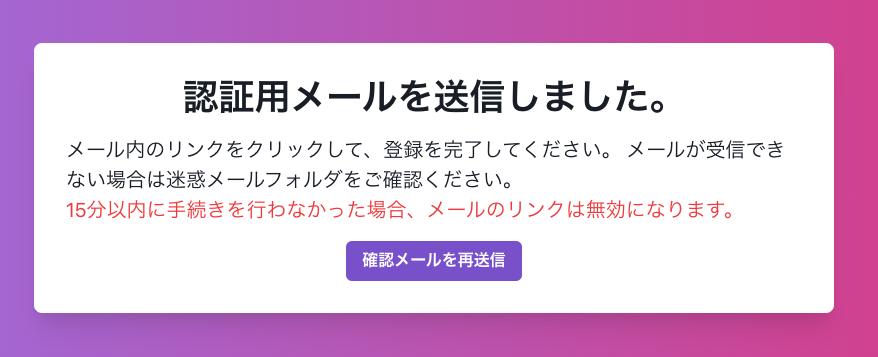 認証用メールを送信しました。
メール内のリンクをクリックして、登録を完了してください。 メールが受信でき
ない場合は迷惑メールフォルダをご確認ください。
15分以内に手続きを行わなかった場合、メールのリンクは無効になります。
確認メールを再送信